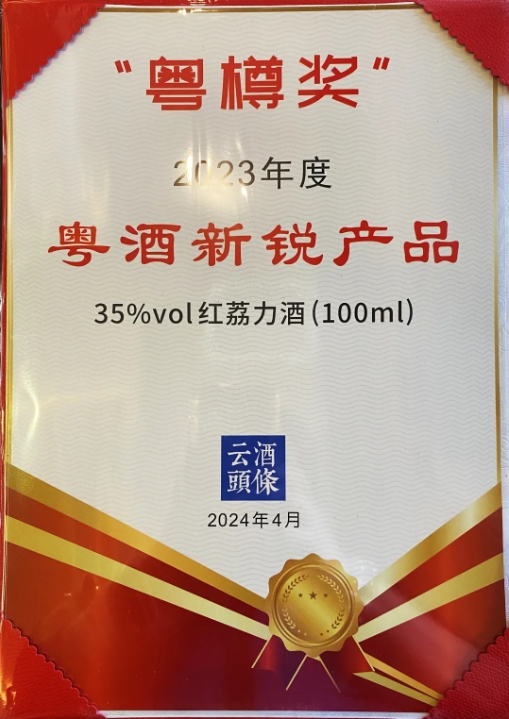 “粤樽奖”
2023年度
粤酒新锐产品
35%vol红荔力酒(100ml)
云酒
頭條
2024年4月